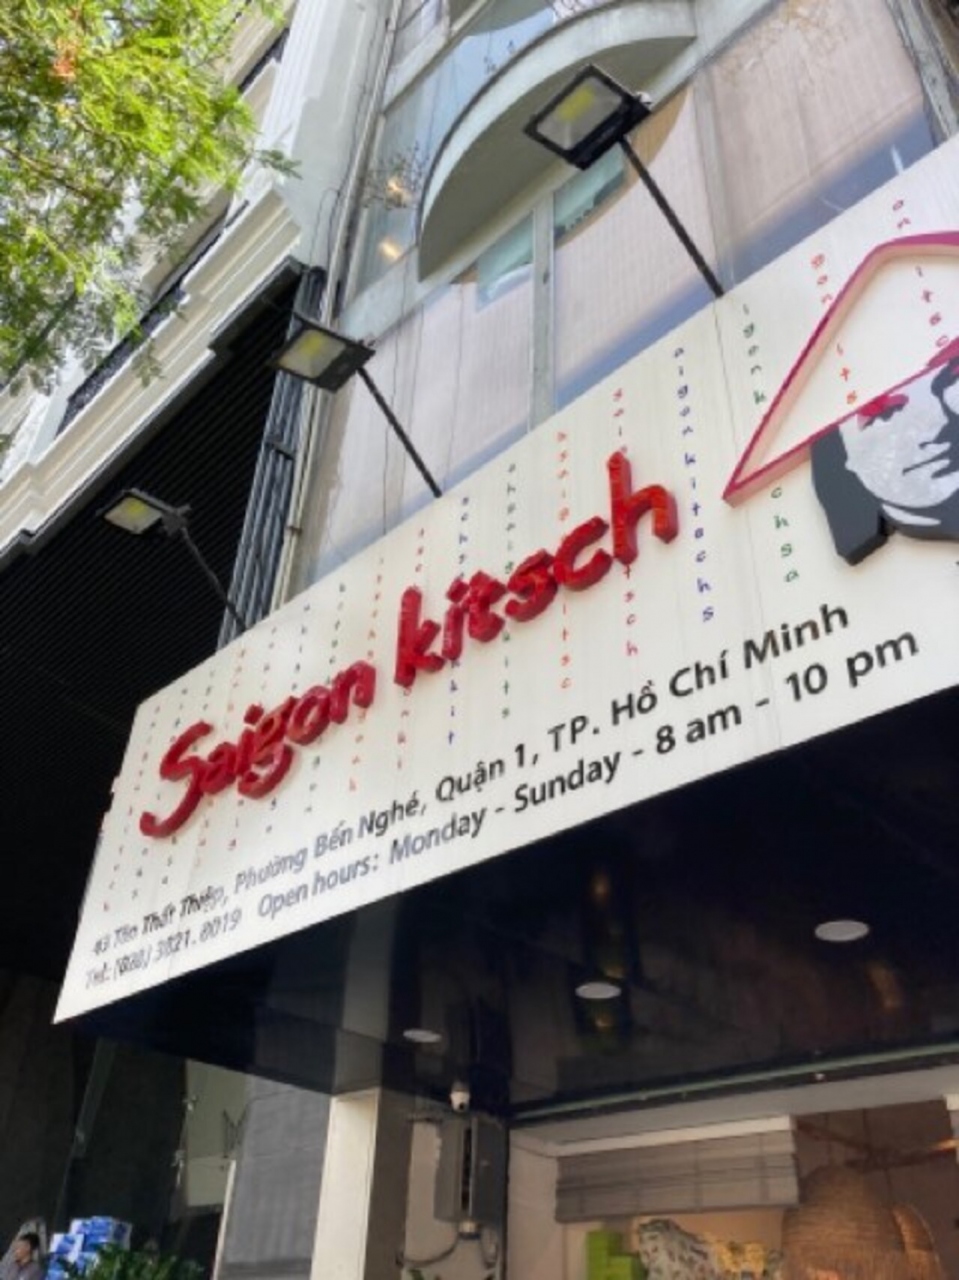 Saigon kitsch
43 Tôn Thất Thiệp, Phường Bến Nghé, Quận 1, TP. Hồ Chí Minh
Tel: (028) 3821. 8019 Open hours: Monday - Sunday - 8 am - 10 pm